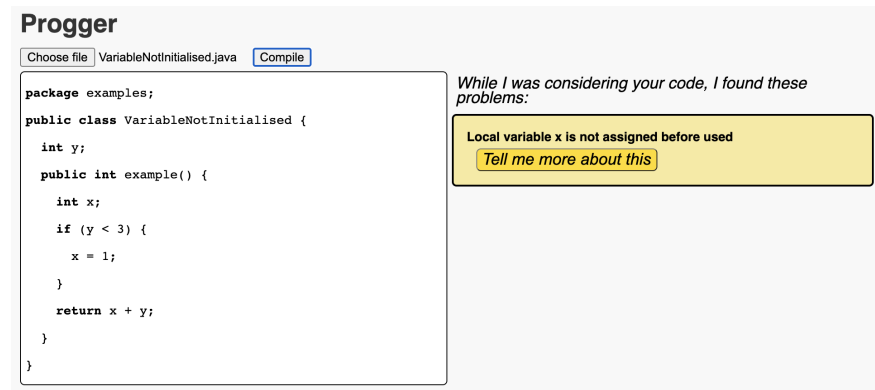 Progger
Choose file VariableNotInitialised.java Compile
package examples;
public class VariableNotInitialised {
int y;
public int example() {
int x;
if (y < 3) {
x = 1;
}
return x + y;
}
}
While I was considering your code, I found these
problems:
Local variable x is not assigned before used
Tell me more about this